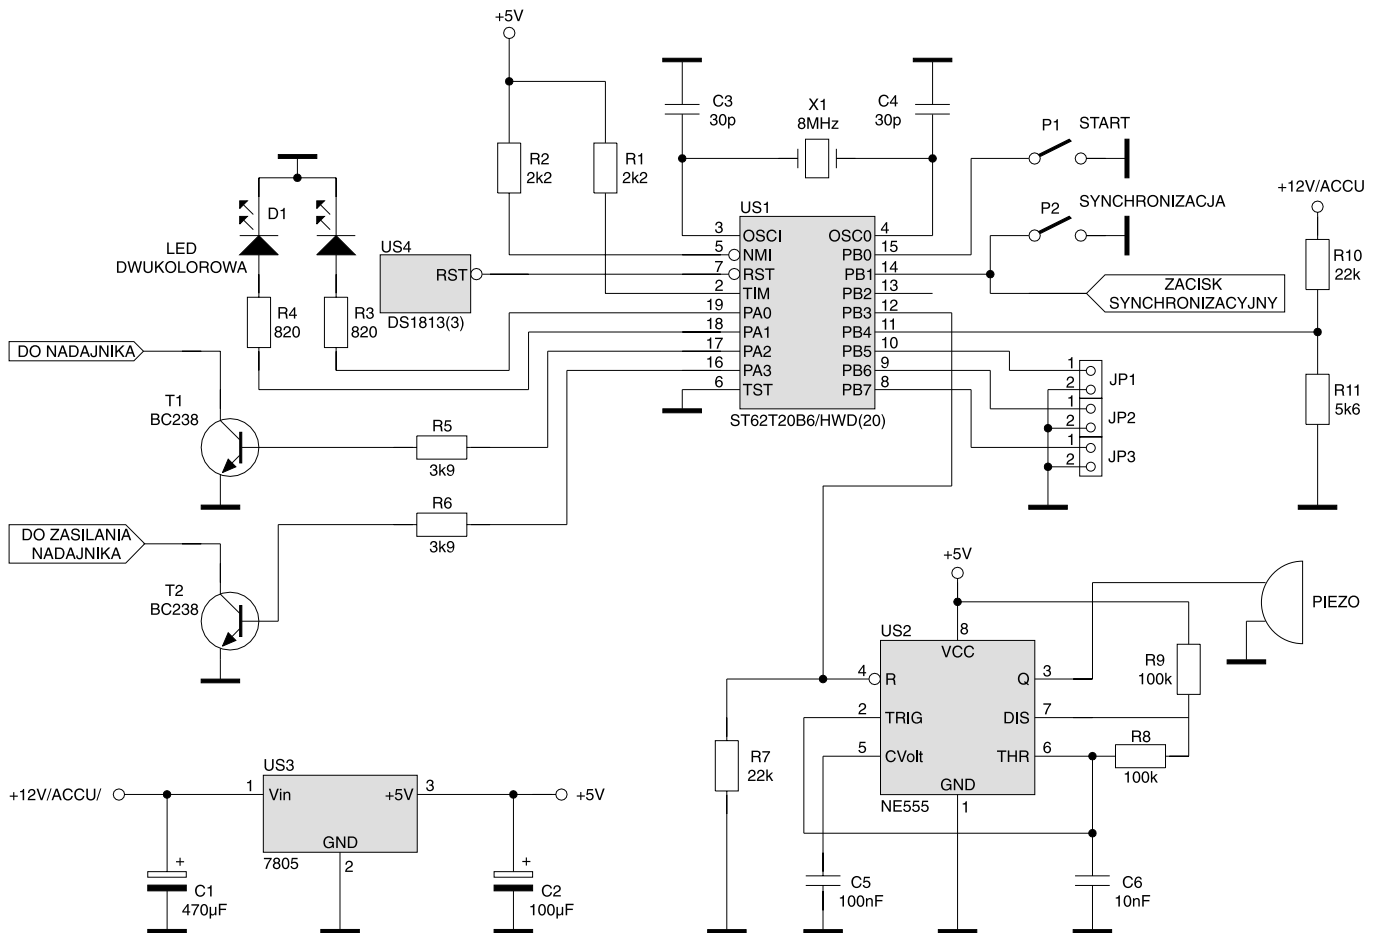 +5V
C3
30p
X1
8MHz
C4
30p
P1
START
R2
2k2
R1
2k2
+12V/ACCU
P2
SYNCHRONIZACJA
D1
LED
DWUKOLOROWA
US1
3
OSCI
OSC0
4
5
NMI
PB0
15
7
RST
PB1
14
2
TIM
PB2
13
19
PA0
PB3
12
18
PA1
PB4
11
17
PA2
PB5
10
16
PA3
PB6
9
6
TST
PB7
8
ST62T20B6/HWD(20)
US4
RST
DS1813(3)
R10
22k
ZACISK
SYNCHRONIZACYJNY
R4
820
R3
820
DO NADAJNIKA
1
2
JP1
1
2
JP2
1
2
JP3
R11
5k6
T1
BC238
R5
3k9
R6
3k9
DO ZASILANIA
NADAJNIKA
T2
BC238
+5V
PIEZO
US2
8
VCC
4
R
Q
3
2
TRIG
DIS
7
5
CVolt
THR
6
GND
NE555
1
R9
100k
R8
100k
R7
22k
US3
+12V/ACCU/
1
Vin
+5V
3
+5V
GND
7805
2
+
C1
470µF
+
C2
100µF
C5
100nF
C6
10nF